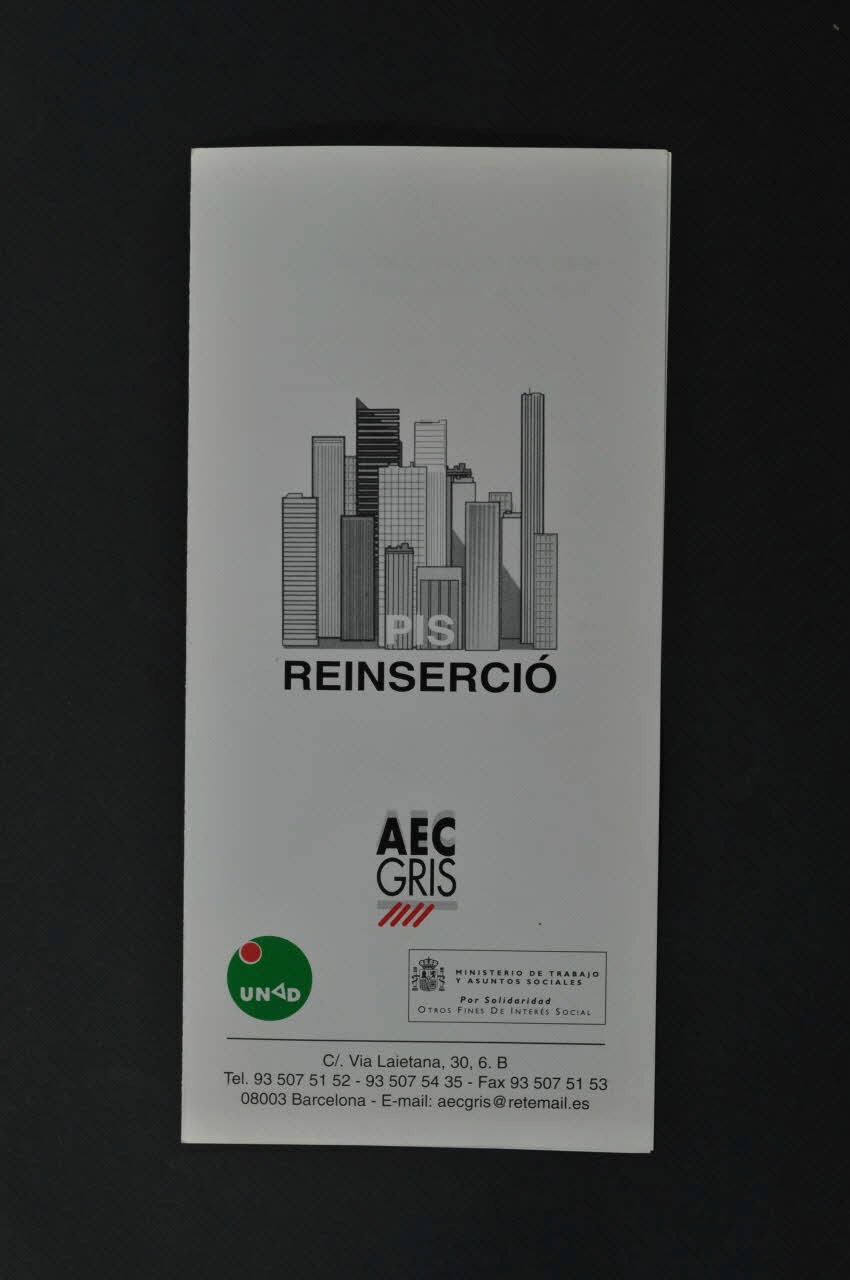 PIS
REINSERCIÓ
AEC
GRIS
UNAD
MINISTERIO DE TRABAJO
Y ASUNTOS SOCIALES
Por Solidaridad
OTROS FINES DE INTERÉS SOCIAL
C/. Via Laietana, 30, 6. B
Tel. 93 507 51 52 - 93 507 54 35 - Fax 93 507 51 53
08003 Barcelona - E-mail: aecgris@retemail.es